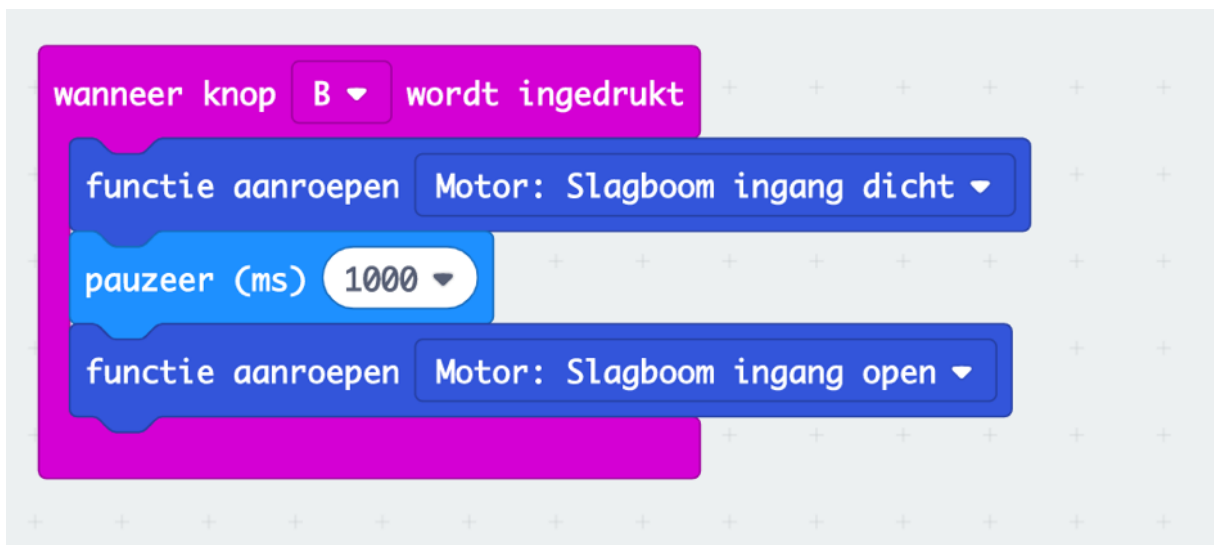 wanneer knop B wordt ingedrukt
functie aanroepen Motor: Slagboom ingang dicht
pauzeer (ms) 1000
functie aanroepen Motor: Slagboom ingang open